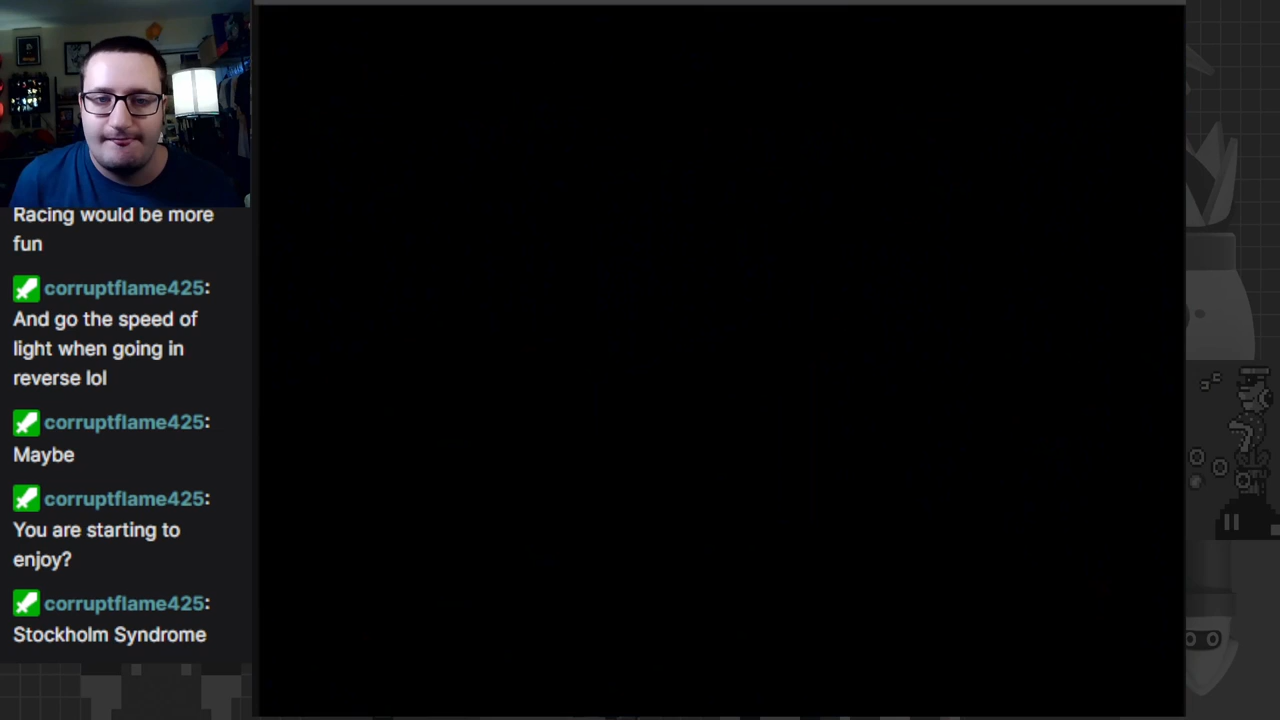 Racing would be more
fun
corruptflame425:
And go the speed of
light when going in
reverse lol
corruptflame425:
Maybe
corruptflame425:
You are starting to
enjoy?
corruptflame425:
Stockholm Syndrome